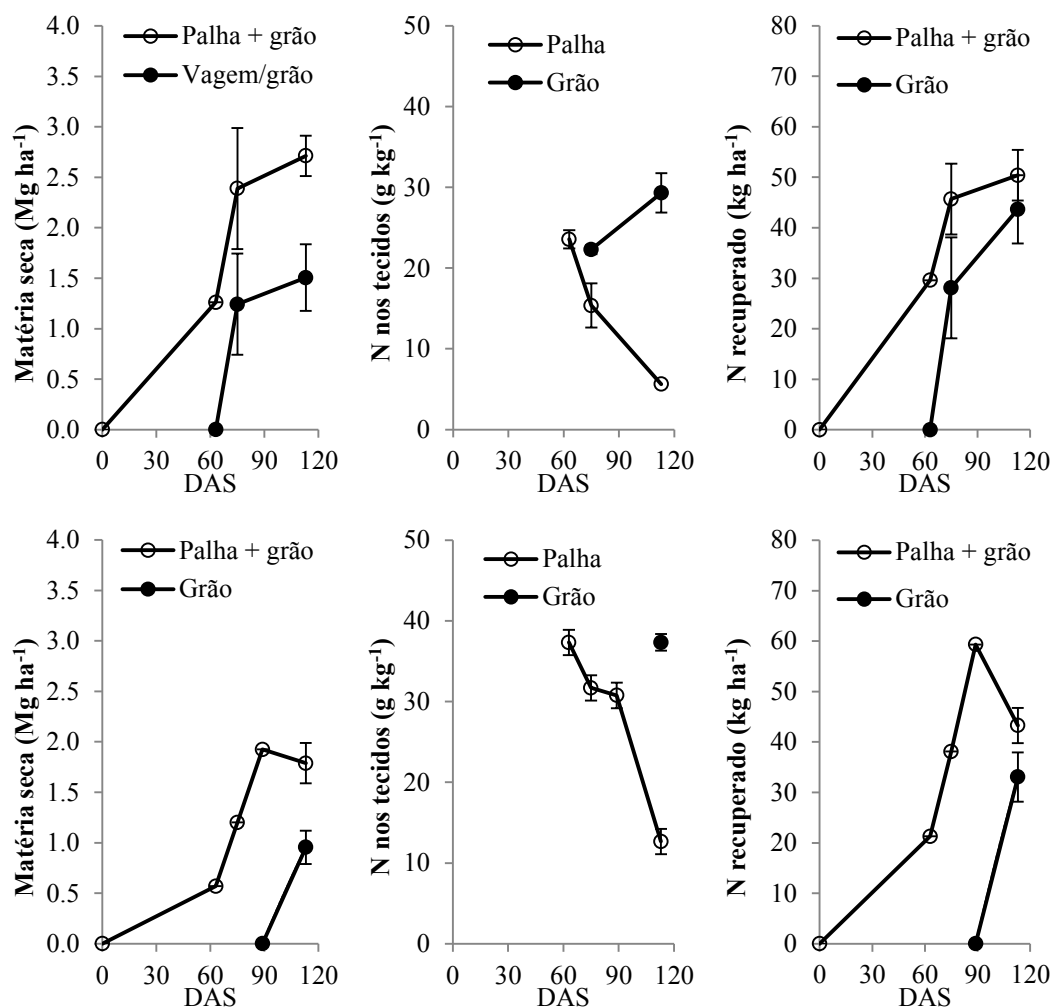 Matéria seca (Mg ha⁻¹)
4.0
3.5
3.0
2.5
2.0
1.5
1.0
0.5
0.0
Palha + grão
Vagem/grão
0 30 60 90 120
DAS
N nos tecidos (g kg⁻¹)
50
40
30
20
10
0
Palha
Grão
0 30 60 90 120
DAS
N recuperado (kg ha⁻¹)
80
70
60
50
40
30
20
10
0
Palha + grão
Grão
0 30 60 90 120
DAS
Matéria seca (Mg ha⁻¹)
4.0
3.5
3.0
2.5
2.0
1.5
1.0
0.5
0.0
Palha + grão
Grão
0 30 60 90 120
DAS
N nos tecidos (g kg⁻¹)
50
40
30
20
10
0
Palha
Grão
0 30 60 90 120
DAS
N recuperado (kg ha⁻¹)
80
70
60
50
40
30
20
10
0
Palha + grão
Grão
0 30 60 90 120
DAS